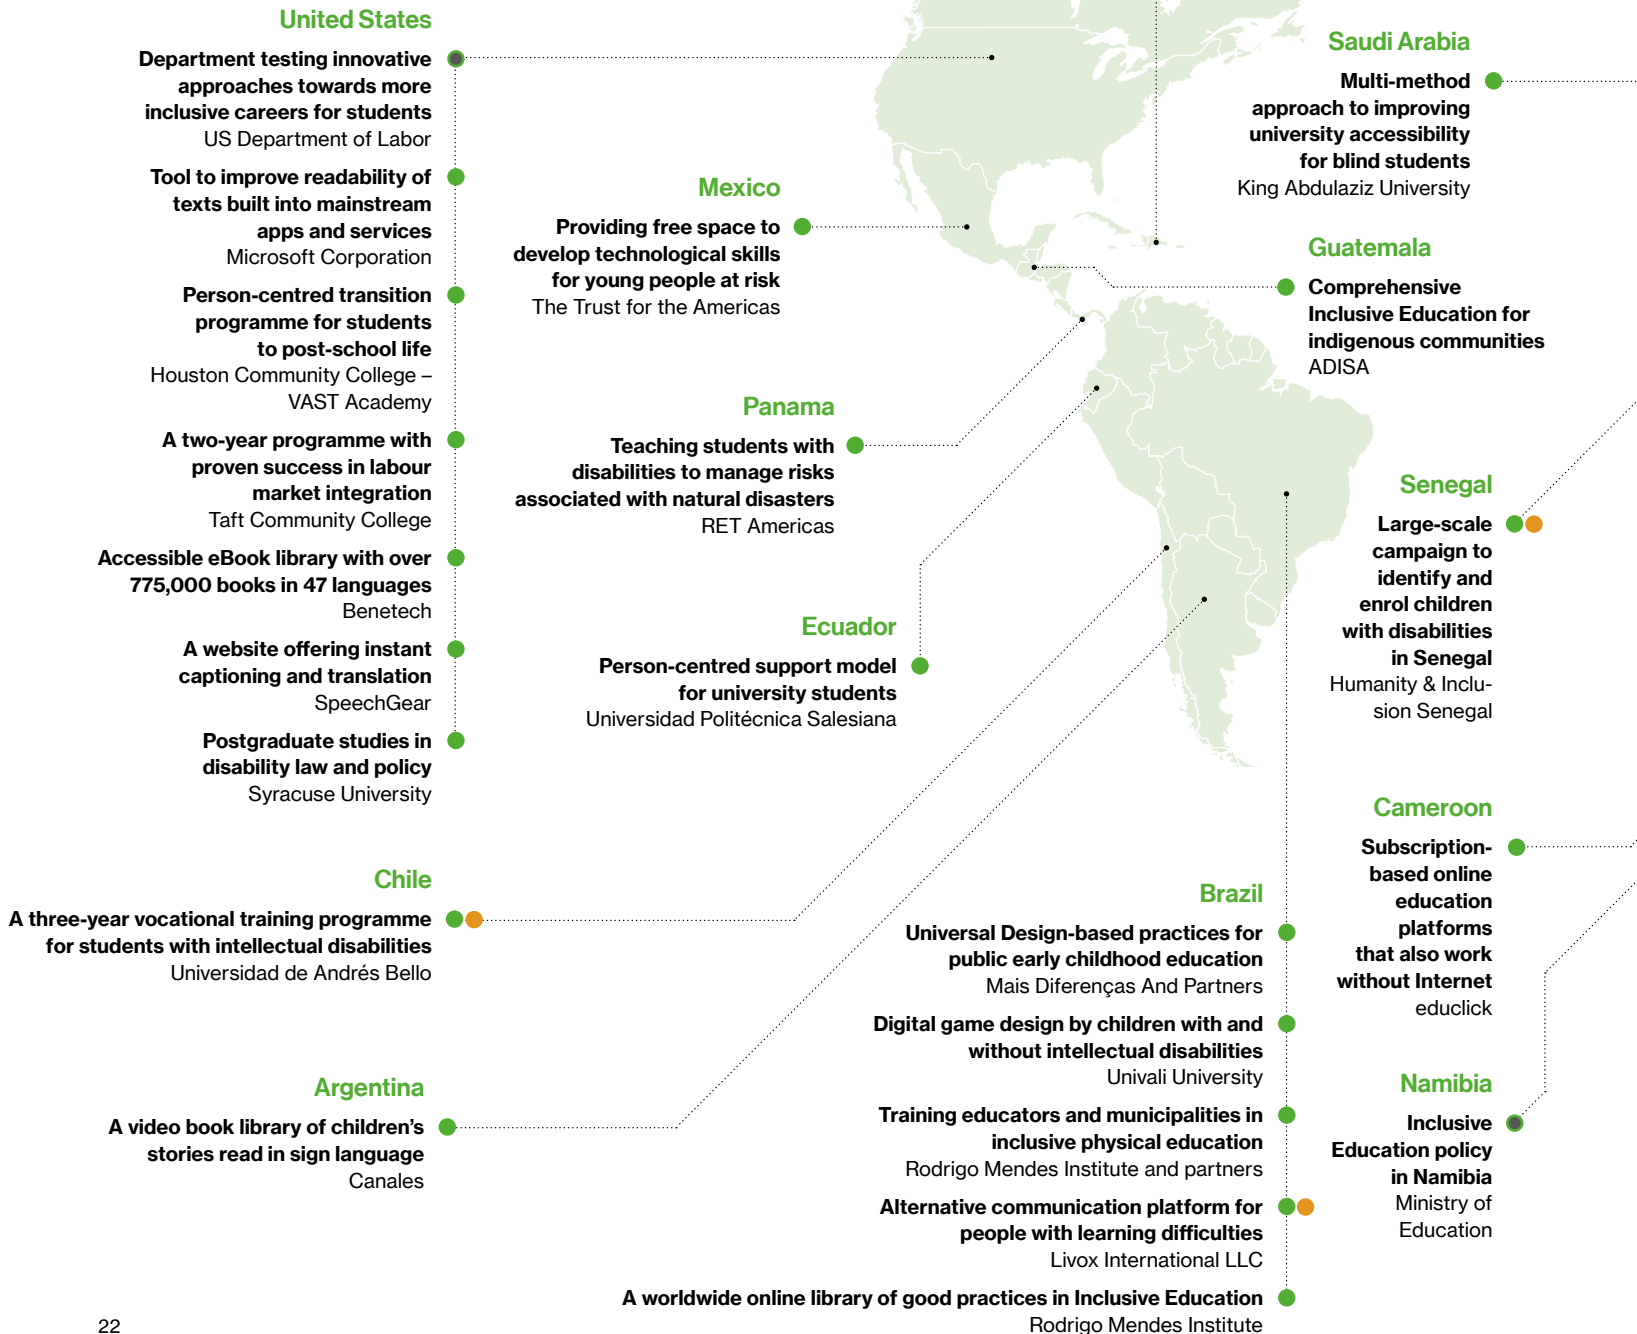 United States
Department testing innovative
approaches towards more
inclusive careers for students
US Department of Labor
Tool to improve readability of
texts built into mainstream
apps and services
Microsoft Corporation
Person-centred transition
programme for students
to post-school life
Houston Community College –
VAST Academy
A two-year programme with
proven success in labour
market integration
Taft Community College
Accessible eBook library with over
775,000 books in 47 languages
Benetech
A website offering instant
captioning and translation
SpeechGear
Postgraduate studies in
disability law and policy
Syracuse University
Chile
A three-year vocational training programme
for students with intellectual disabilities
Universidad de Andrés Bello
Argentina
A video book library of children’s
stories read in sign language
Canales
Mexico
Providing free space to
develop technological skills
for young people at risk
The Trust for the Americas
Panama
Teaching students with
disabilities to manage risks
associated with natural disasters
RET Americas
Ecuador
Person-centred support model
for university students
Universidad Politécnica Salesiana
Saudi Arabia
Multi-method
approach to improving
university accessibility
for blind students
King Abdulaziz University
Guatemala
Comprehensive
Inclusive Education for
indigenous communities
ADISA
Senegal
Large-scale
campaign to
identify and
enrol children
with disabilities
in Senegal
Humanity & Inclu-
sion Senegal
Cameroon
Subscription-
based online
education
platforms
that also work
without Internet
educlick
Namibia
Inclusive
Education policy
in Namibia
Ministry of
Education
Brazil
Universal Design-based practices for
public early childhood education
Mais Diferenças And Partners
Digital game design by children with and
without intellectual disabilities
Univali University
Training educators and municipalities in
inclusive physical education
Rodrigo Mendes Institute and partners
Alternative communication platform for
people with learning difficulties
Livox International LLC
A worldwide online library of good practices in Inclusive Education
Rodrigo Mendes Institute
22